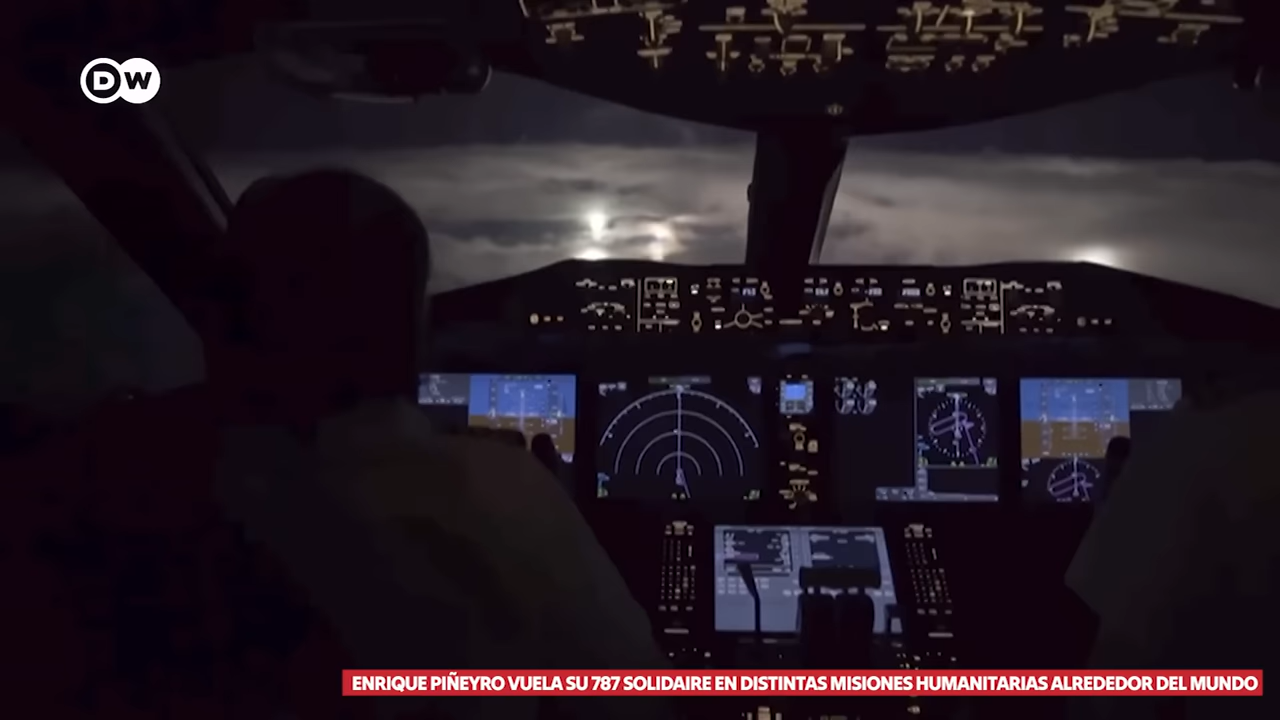 DW
ENRIQUE PIÑEYRO VUELA SU 787 SOLIDAIRE EN DISTINTAS MISIONES HUMANITARIAS ALREDEDOR DEL MUNDO